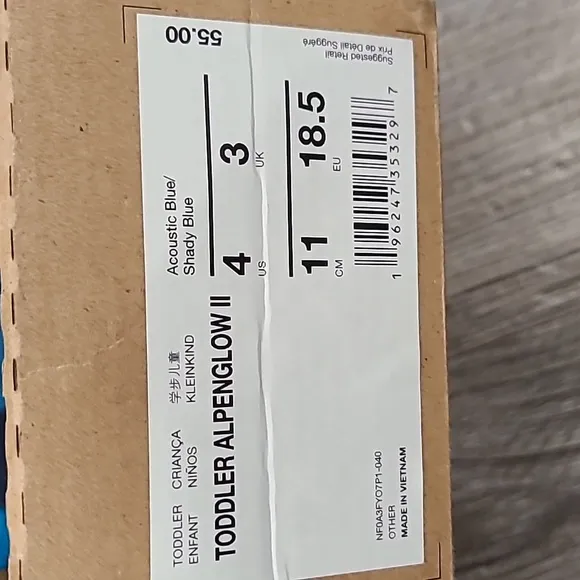 TODDLER CRIANÇA 学步儿童
ENFANT NIÑOS KLEINKIND
Acoustic Blue/
Shady Blue
55.00
TODDLER ALPENGLOW II
4 3
US UK
11 18.5
CM EU
Suggested Retail
Prix de Détail Suggéré
1 96247 35329 7
NF0A3FYO7P1-040
OTHER
MADE IN VIETNAM